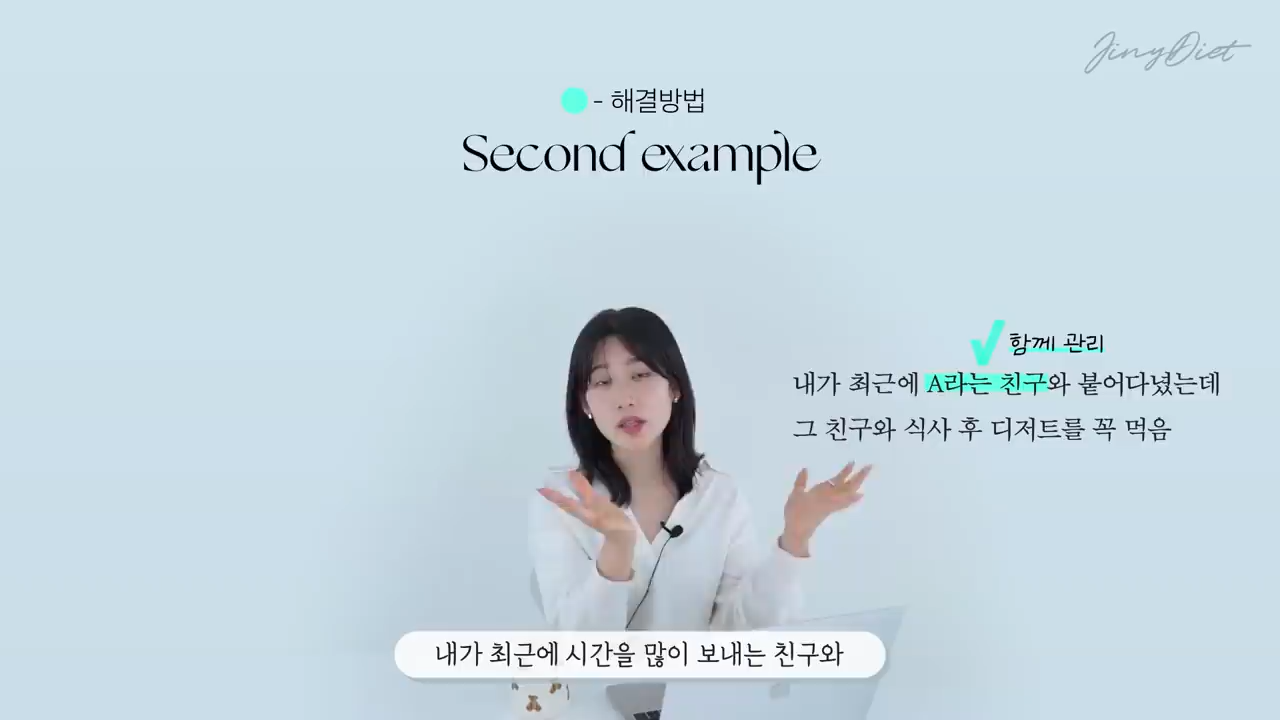 JinyDiet
- 해결방법
Second example
함께 관리
내가 최근에 A라는 친구와 붙어다녔는데
그 친구와 식사 후 디저트를 꼭 먹음
내가 최근에 시간을 많이 보내는 친구와